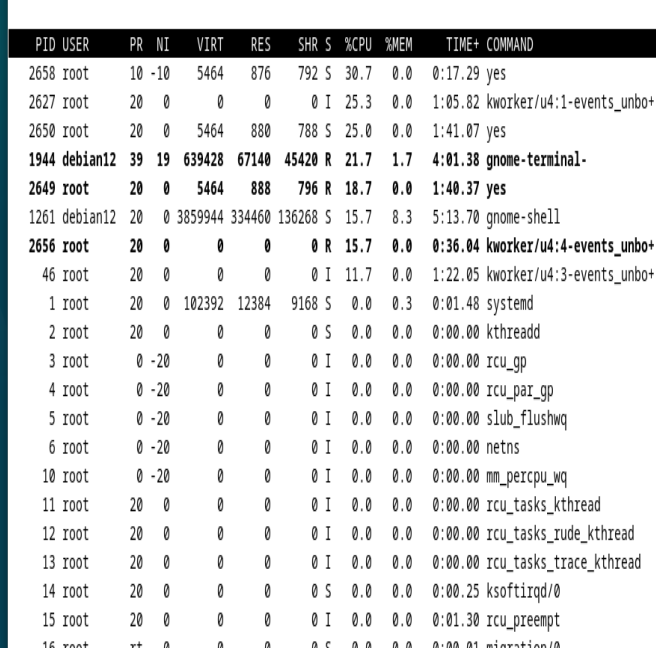 PID USER PR NI VIRT RES SHR S %CPU %MEM TIME+ COMMAND
2658 root 10 -10 5464 876 792 S 30.7 0.0 0:17.29 yes
2627 root 20 0 0 0 0 I 25.3 0.0 1:05.82 kworker/u4:1-events_unbo+
2650 root 20 0 5464 880 788 S 25.0 0.0 1:41.07 yes
1944 debian12 39 19 639428 67140 45420 R 21.7 1.7 4:01.38 gnome-terminal-
2649 root 20 0 5464 888 796 R 18.7 0.0 1:40.37 yes
1261 debian12 20 0 3859944 334460 136268 S 15.7 8.3 5:13.70 gnome-shell
2656 root 20 0 0 0 0 R 15.7 0.0 0:36.04 kworker/u4:4-events_unbo+
46 root 20 0 0 0 0 I 11.7 0.0 1:22.05 kworker/u4:3-events_unbo+
1 root 20 0 102392 12384 9168 S 0.0 0.3 0:01.48 systemd
2 root 20 0 0 0 0 S 0.0 0.0 0:00.00 kthreadd
3 root 0 -20 0 0 0 I 0.0 0.0 0:00.00 rcu_gp
4 root 0 -20 0 0 0 I 0.0 0.0 0:00.00 rcu_par_gp
5 root 0 -20 0 0 0 I 0.0 0.0 0:00.00 slub_flushwq
6 root 0 -20 0 0 0 I 0.0 0.0 0:00.00 netns
10 root 0 -20 0 0 0 I 0.0 0.0 0:00.00 mm_percpu_wq
11 root 20 0 0 0 0 I 0.0 0.0 0:00.00 rcu_tasks_kthread
12 root 20 0 0 0 0 I 0.0 0.0 0:00.00 rcu_tasks_rude_kthread
13 root 20 0 0 0 0 I 0.0 0.0 0:00.00 rcu_tasks_trace_kthread
14 root 20 0 0 0 0 S 0.0 0.0 0:00.25 ksoftirqd/0
15 root 20 0 0 0 0 I 0.0 0.0 0:01.30 rcu_preempt
16 root rt 0 0 0 0 S 0.0 0.0 0:00.01 migration/0